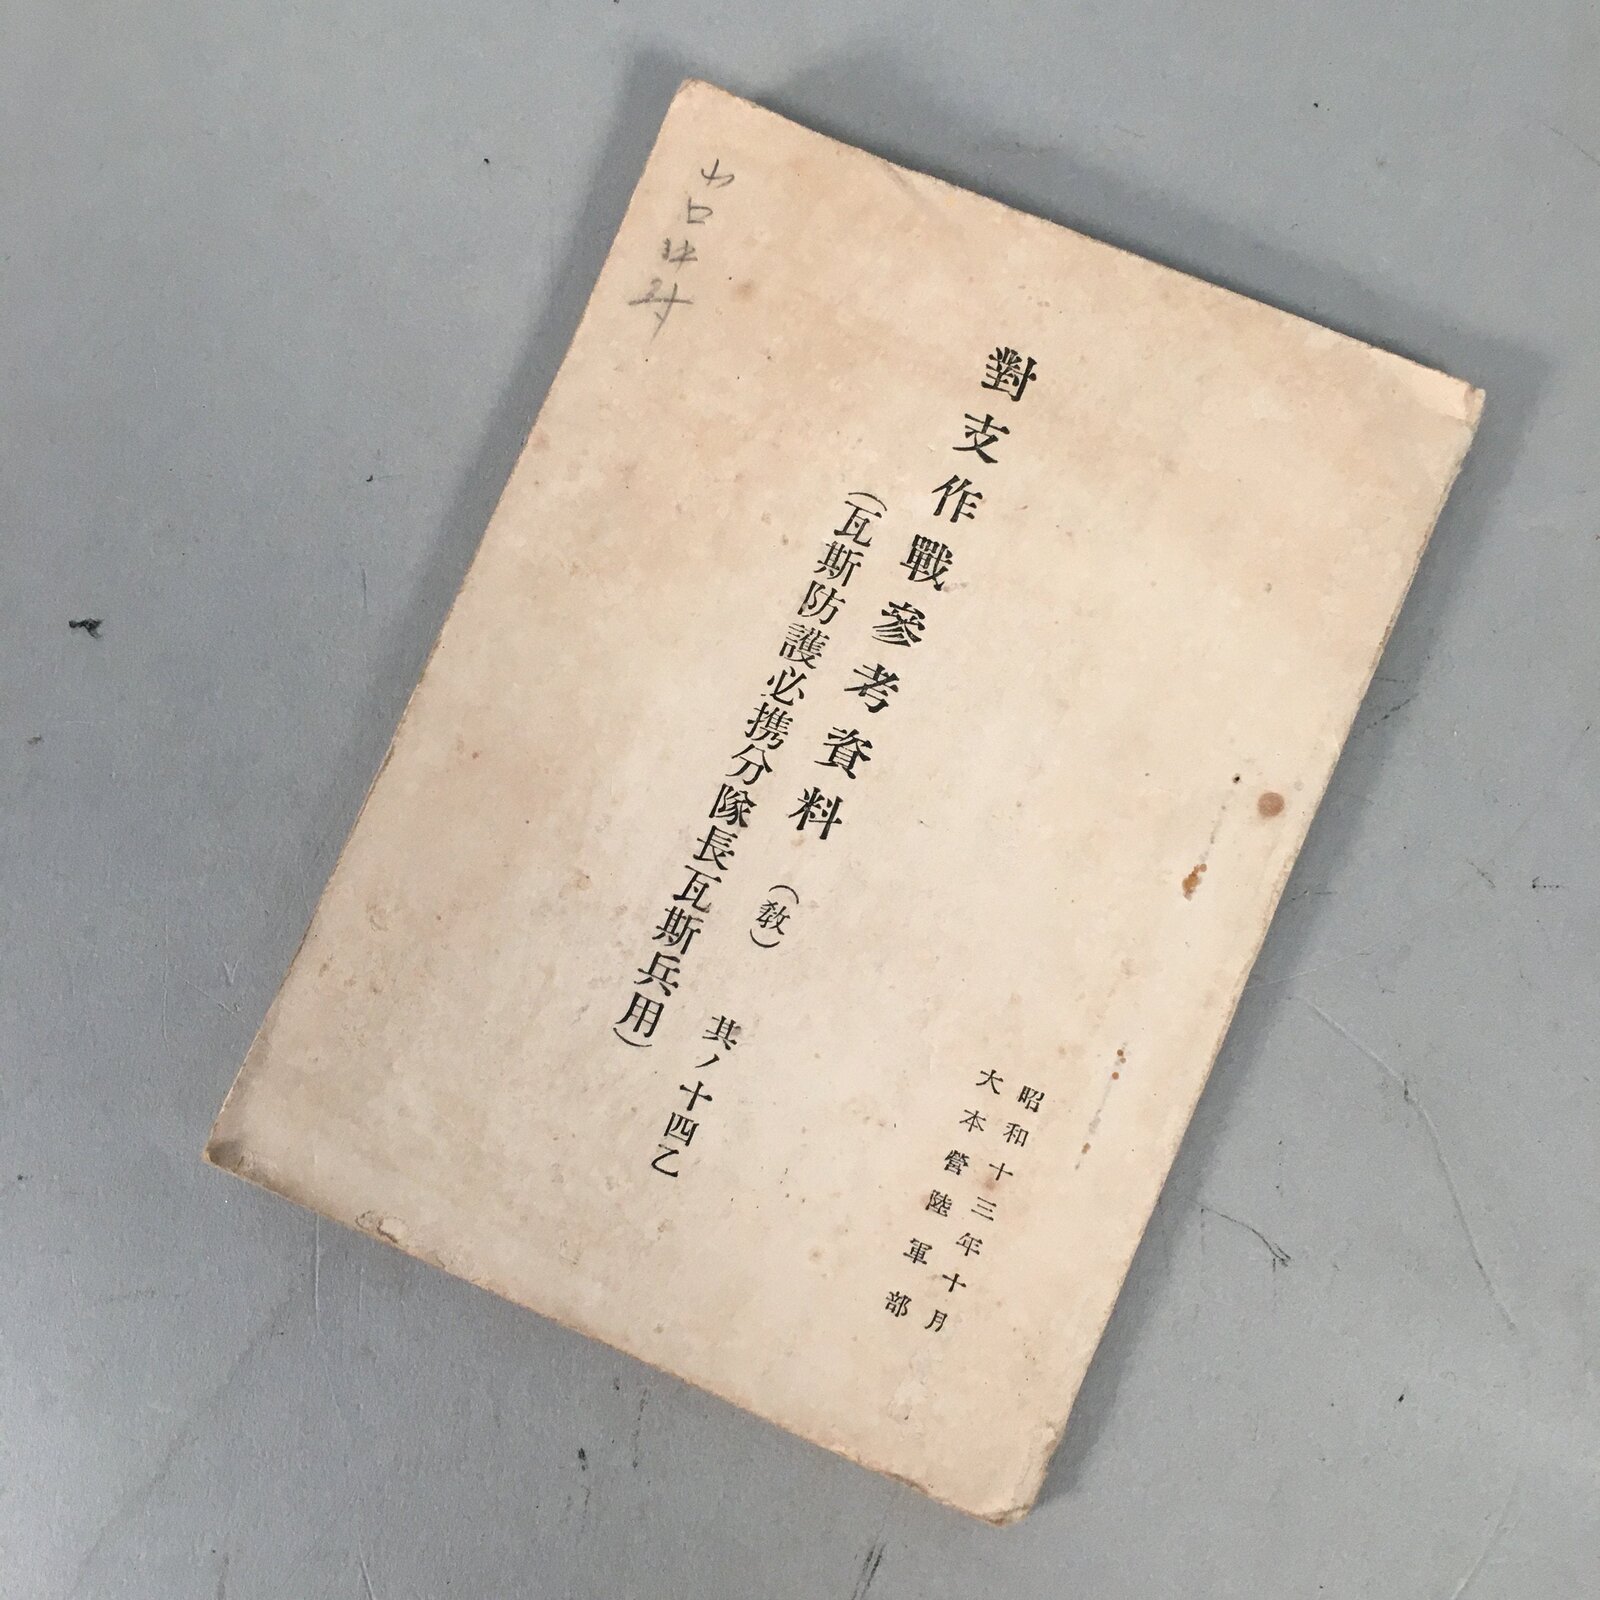 昭和十三年十月
大本營陸軍部
對支作戰參考資料（教）其ノ十四乙
（瓦斯防護必携分隊長瓦斯兵用）